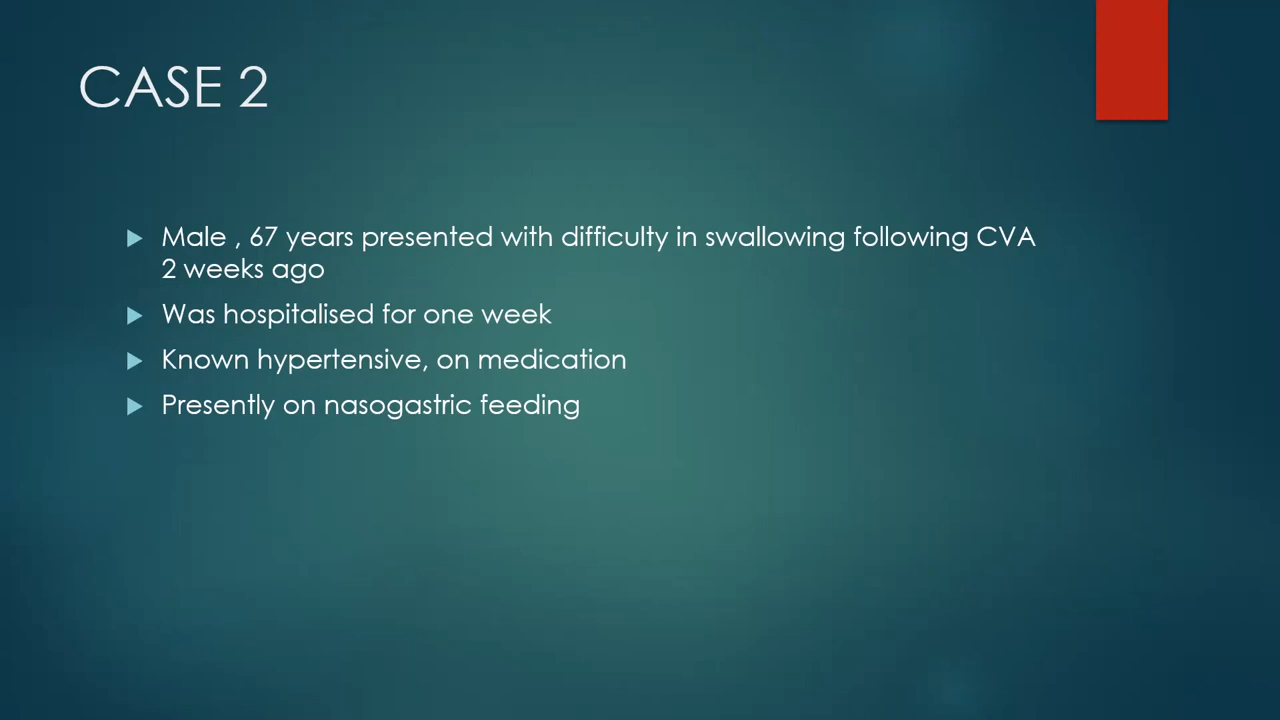 CASE 2
Male , 67 years presented with difficulty in swallowing following CVA
2 weeks ago
Was hospitalised for one week
Known hypertensive, on medication
Presently on nasogastric feeding